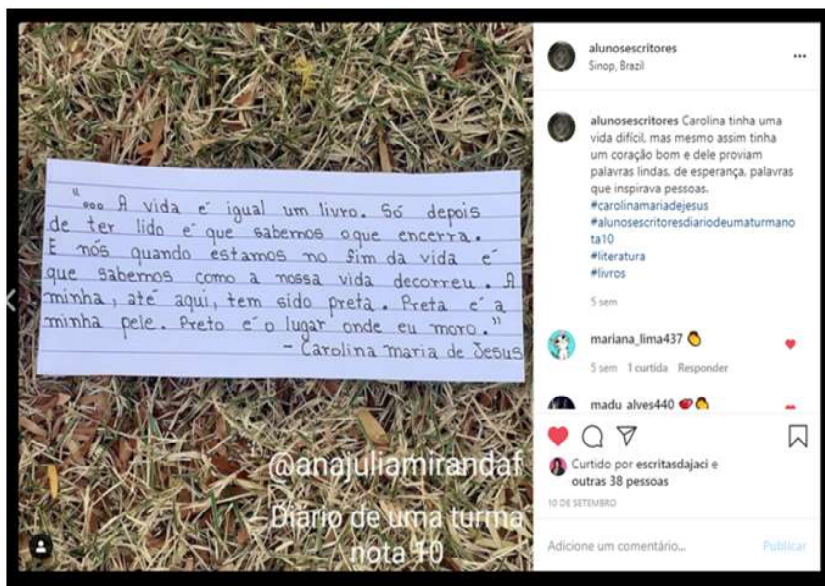 "... A vida é igual um livro. Só depois
de ter lido é que sabemos oque encerra.
E nós quando estamos no fim da vida é
que sabemos como a nossa vida decorreu. A
minha, até aqui, tem sido preta. Preta é a
minha pele. Preto é o lugar onde eu moro."
- Carolina maria de Jesus
@anajuliamirandaf
Diário de uma turma
nota 10
alunosescritores
Sinop, Brazil
alunosescritores Carolina tinha uma
vida difícil, mas mesmo assim tinha
um coração bom e dele proviam
palavras lindas, de esperança, palavras
que inspirava pessoas.
#carolinamariadejesus
#alunosescritoresdiariodeumaturmano
ta10
#literatura
#livros
5 sem
mariana_lima437
5 sem 1 curtida Responder
madu_alves440
Curtido por escritasdajaci e
outras 38 pessoas
10 DE SETEMBRO
Adicione um comentário...
Publicar